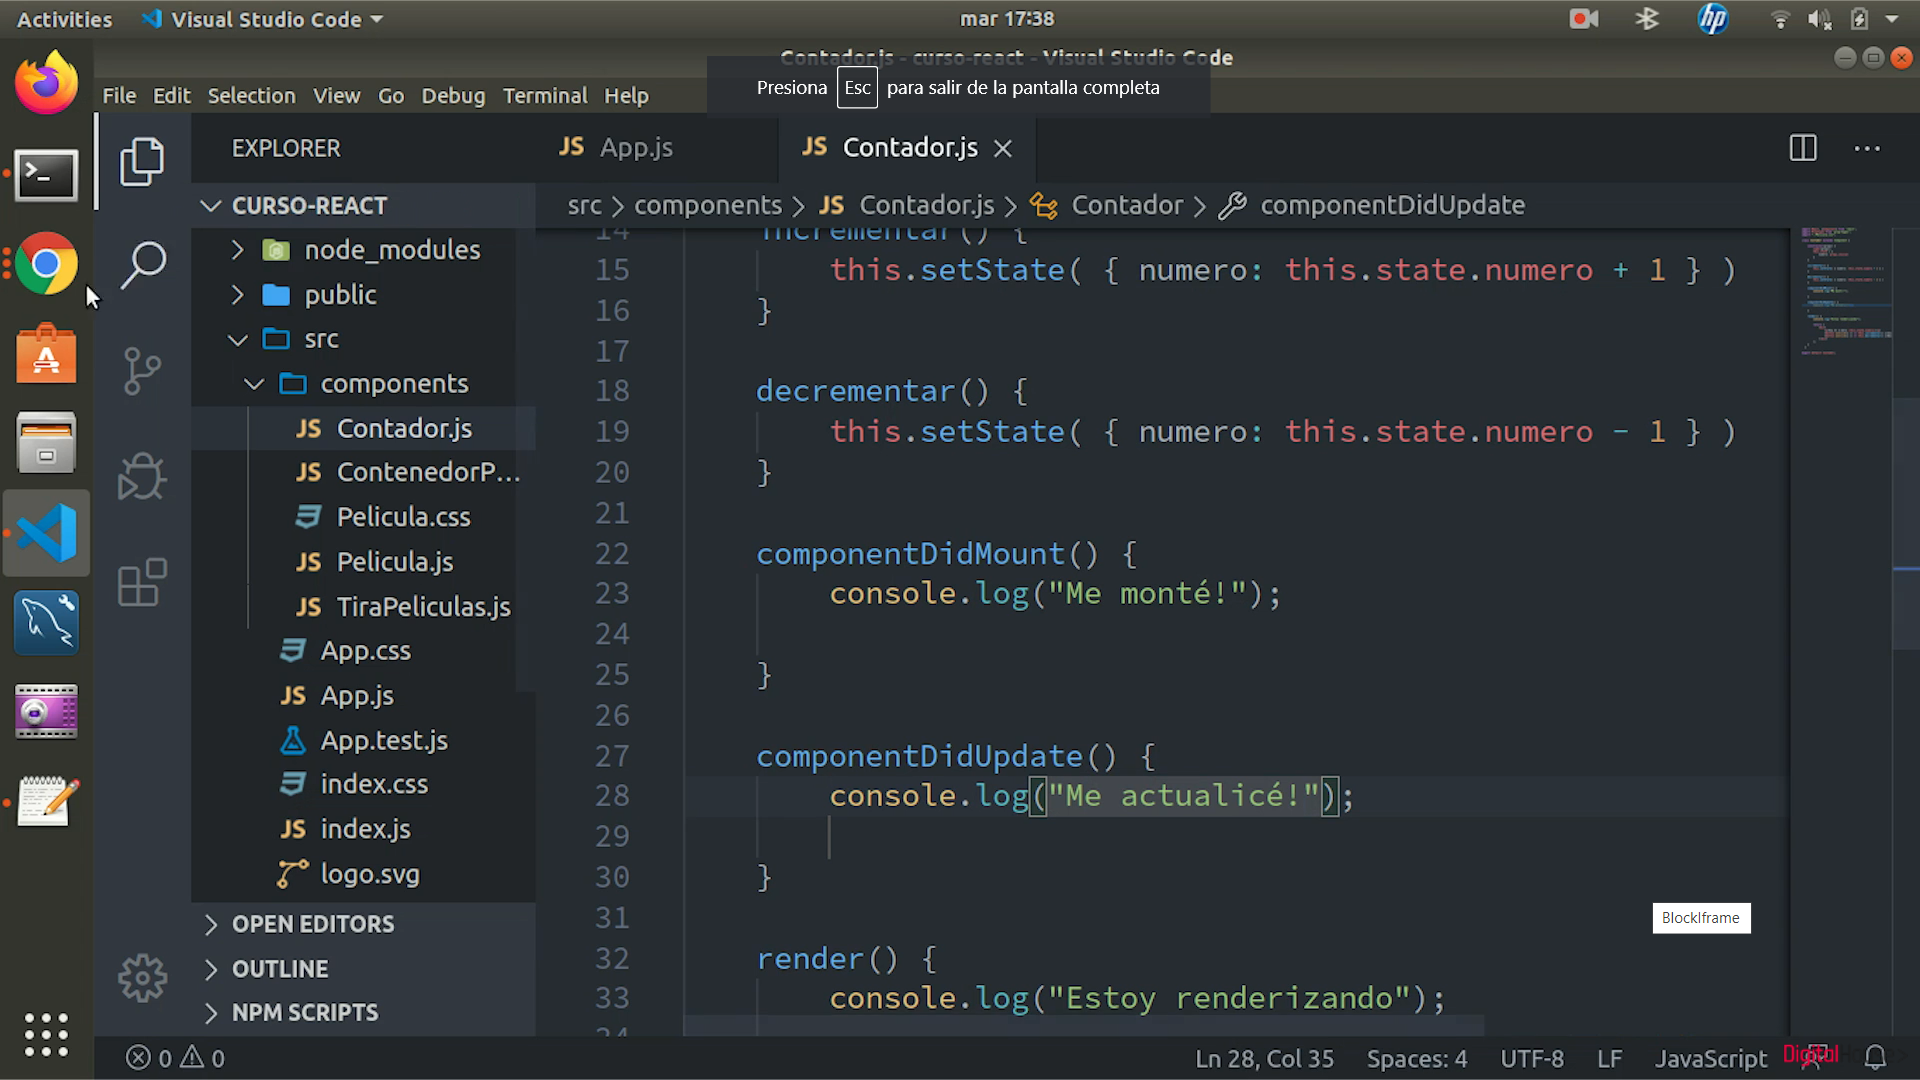 Activities
Visual Studio Code
mar 17:38
hp
Contador.js - curso-react - Visual Studio Code
Presiona Esc para salir de la pantalla completa
File Edit Selection View Go Debug Terminal Help
EXPLORER
JS App.js
JS Contador.js
CURSO-REACT
src > components > JS Contador.js > Contador > componentDidUpdate
node_modules
public
src
components
JS Contador.js
JS ContenedorP...
Pelicula.css
JS Pelicula.js
JS TiraPeliculas.js
App.css
JS App.js
App.test.js
index.css
JS index.js
logo.svg
OPEN EDITORS
OUTLINE
NPM SCRIPTS
14 incrementar() {
15 this.setState( { numero: this.state.numero + 1 } )
16 }
17
18 decrementar() {
19 this.setState( { numero: this.state.numero - 1 } )
20 }
21
22 componentDidMount() {
23 console.log("Me monté!");
24
25 }
26
27 componentDidUpdate() {
28 console.log("Me actualicé!");
29
30 }
31
32 render() {
33 console.log("Estoy renderizando");
34
BlockIframe
0 0
Ln 28, Col 35
Spaces: 4
UTF-8
LF
JavaScript
Digital